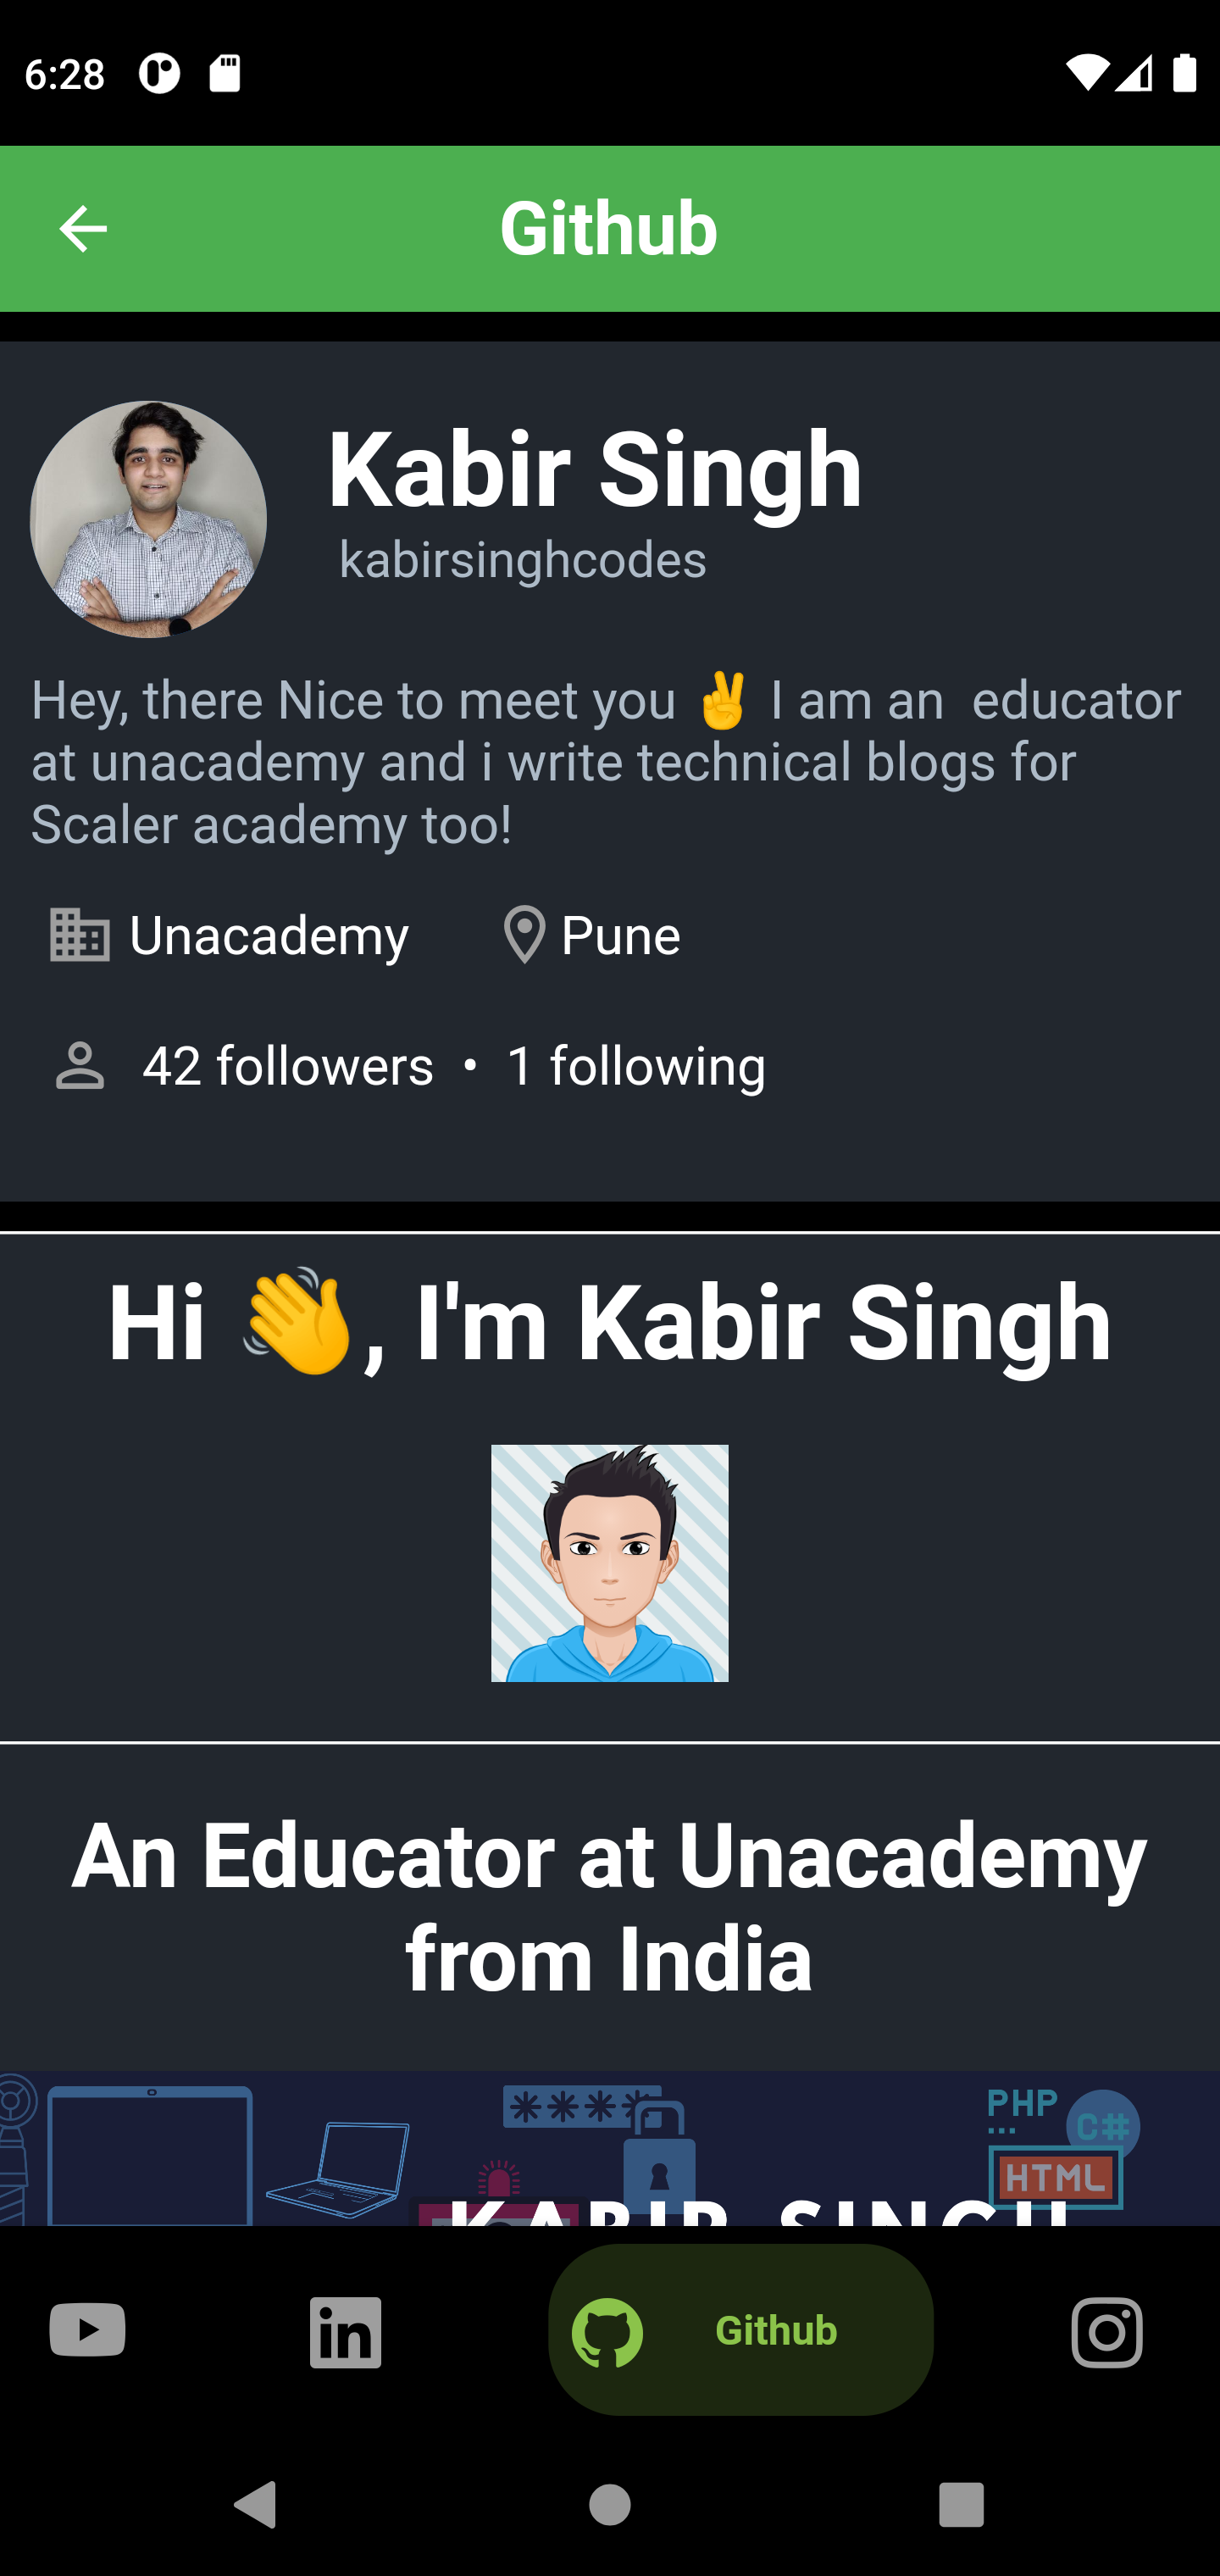 6:28
Github
Kabir Singh
kabirsinghcodes
Hey, there Nice to meet you ✌ I am an  educator
at unacademy and i write technical blogs for
Scaler academy too!
Unacademy
Pune
42 followers • 1 following
Hi 👋, I'm Kabir Singh
An Educator at Unacademy
from India
****
PHP
C#
HTML
KABIR SINGH
Github